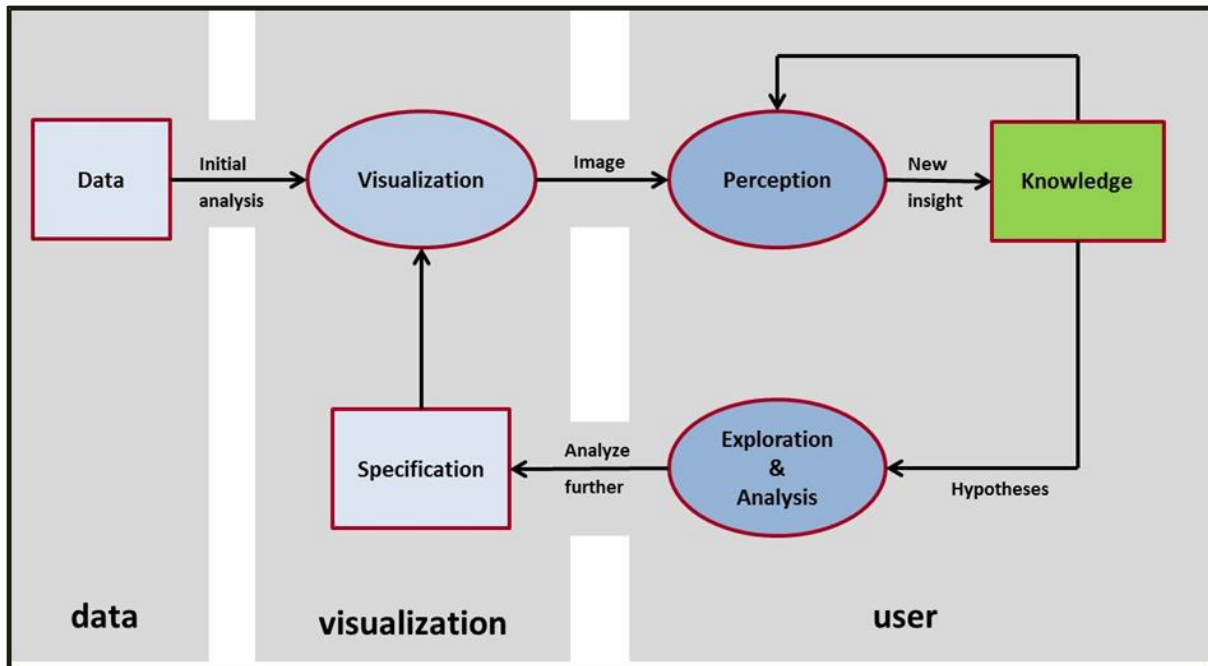 Data
Initial
analysis
Visualization
Image
Perception
New
insight
Knowledge
Specification
Analyze
further
Exploration
&
Analysis
Hypotheses
data
visualization
user